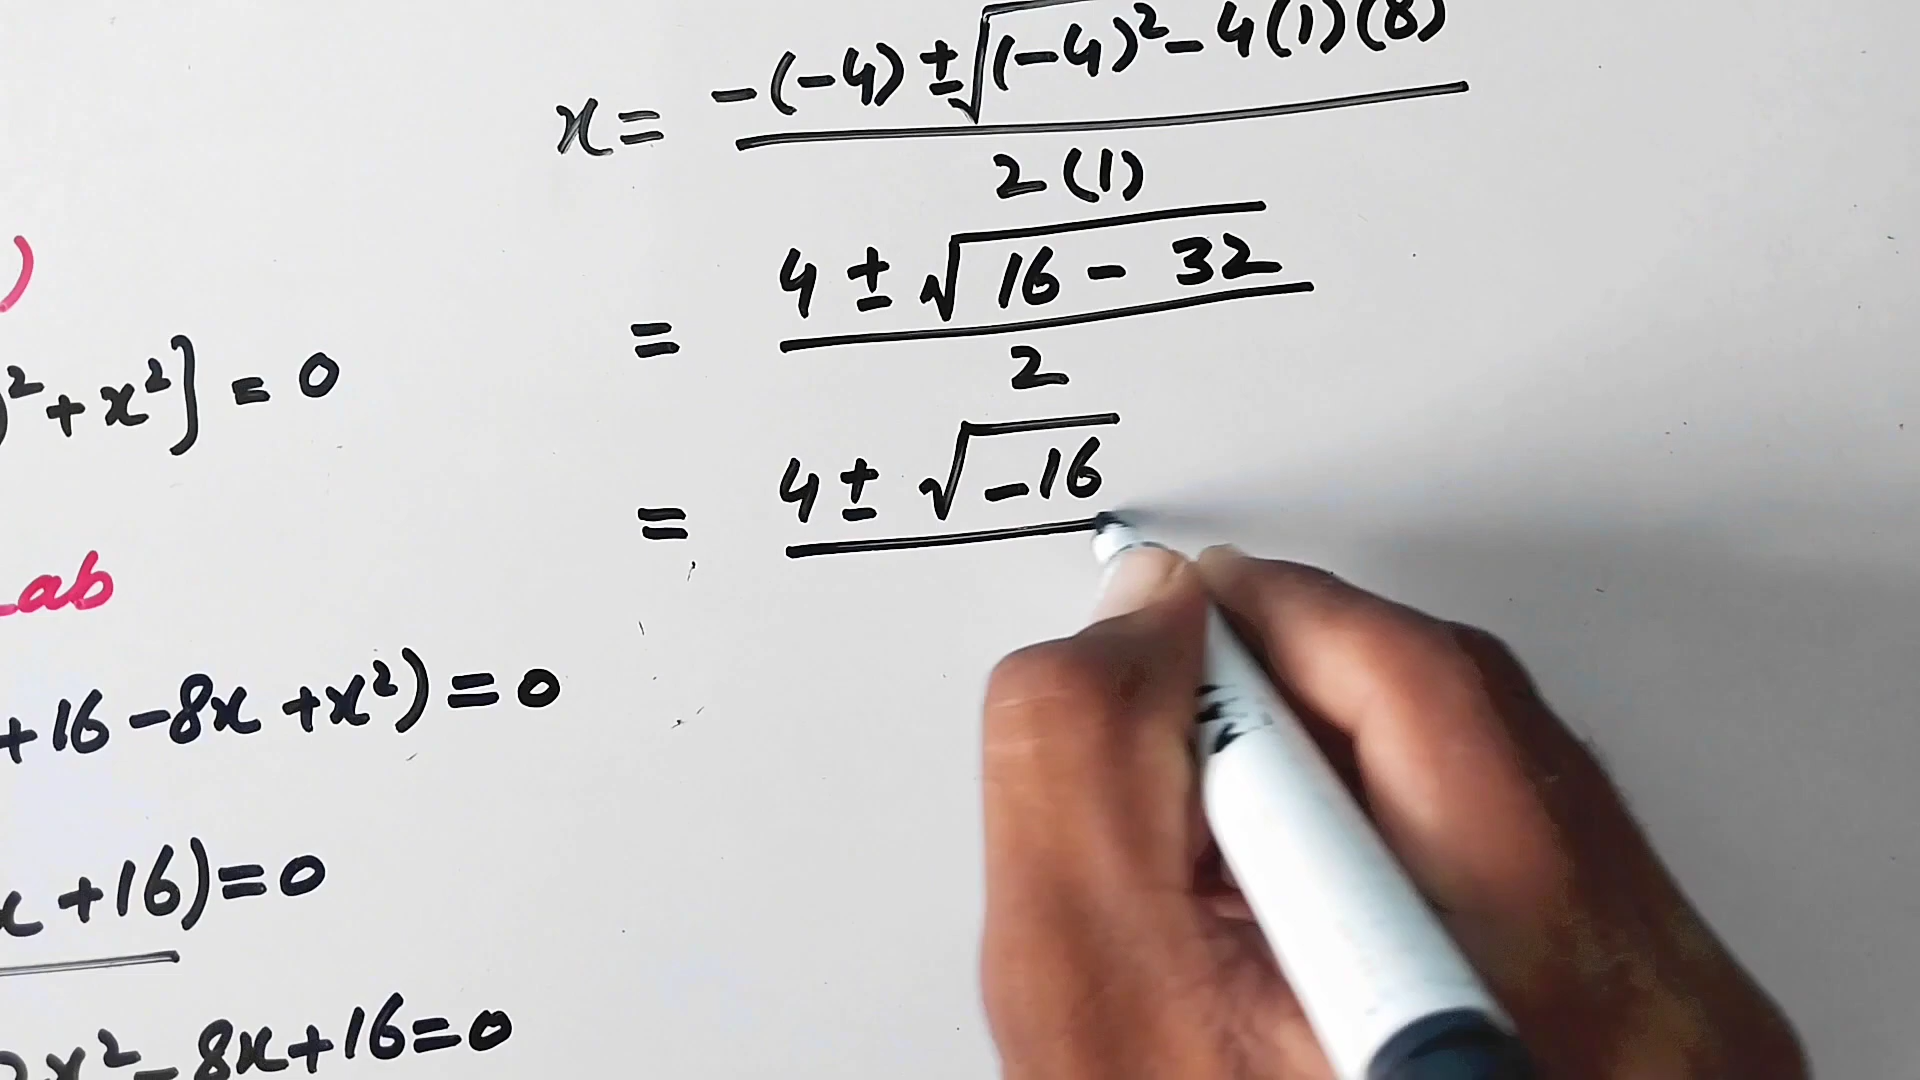 )
² + x²] = 0
ab
+ 16 - 8x + x²) = 0
x + 16) = 0
2x² - 8x + 16 = 0
x = -(-4) ± √(-4)² - 4(1)(8)
2(1)
= 4 ± √16 - 32
2
= 4 ± √-16